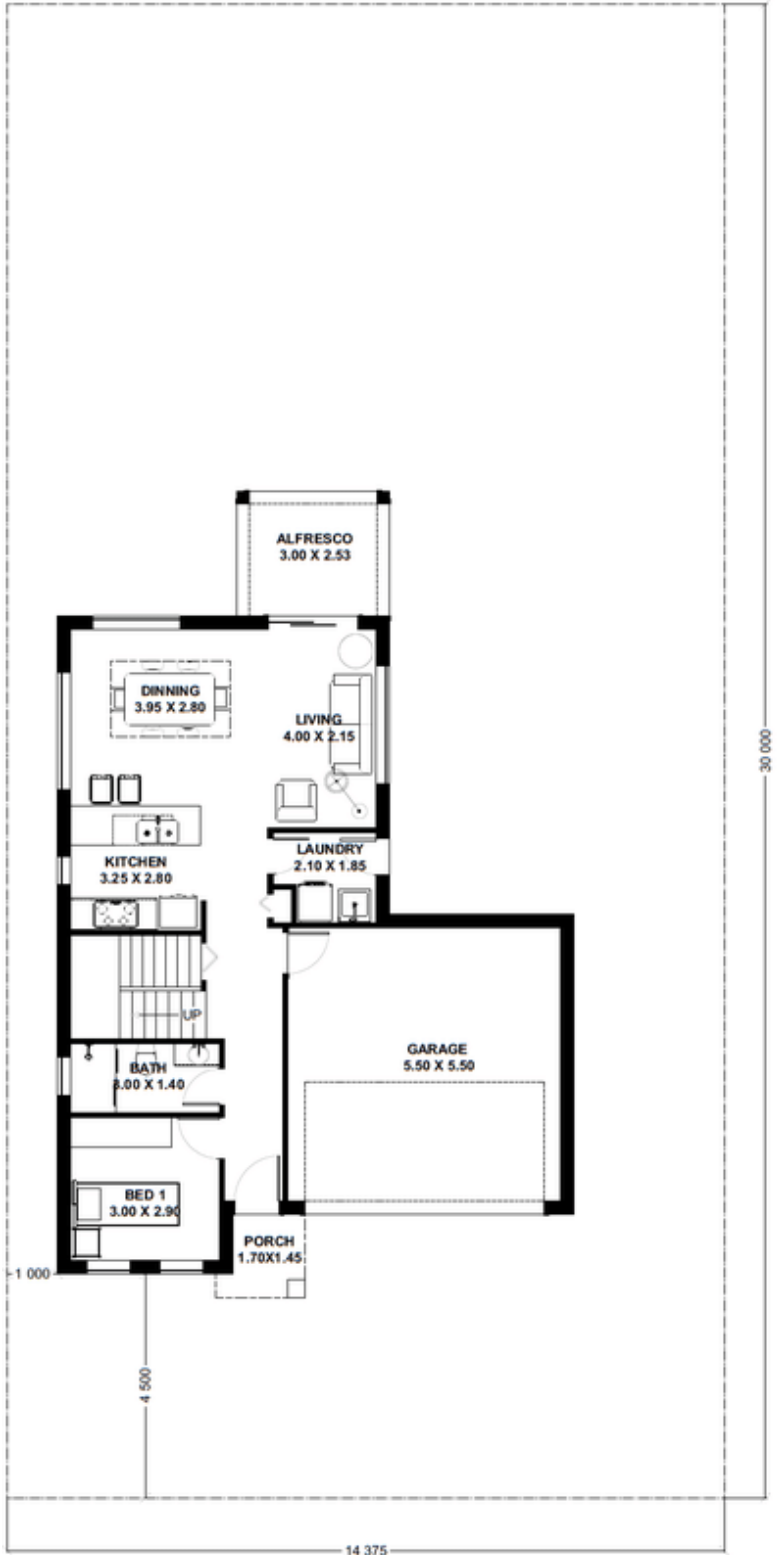 ALFRESCO
3.00 X 2.53
DINNING
3.95 X 2.80
LIVING
4.00 X 2.15
30 000
LAUNDRY
2.10 X 1.85
KITCHEN
3.25 X 2.80
UP
GARAGE
5.50 X 5.50
BATH
3.00 X 1.40
BED 1
3.00 X 2.90
PORCH
1.70X1.45
1 000
4 500
14 375